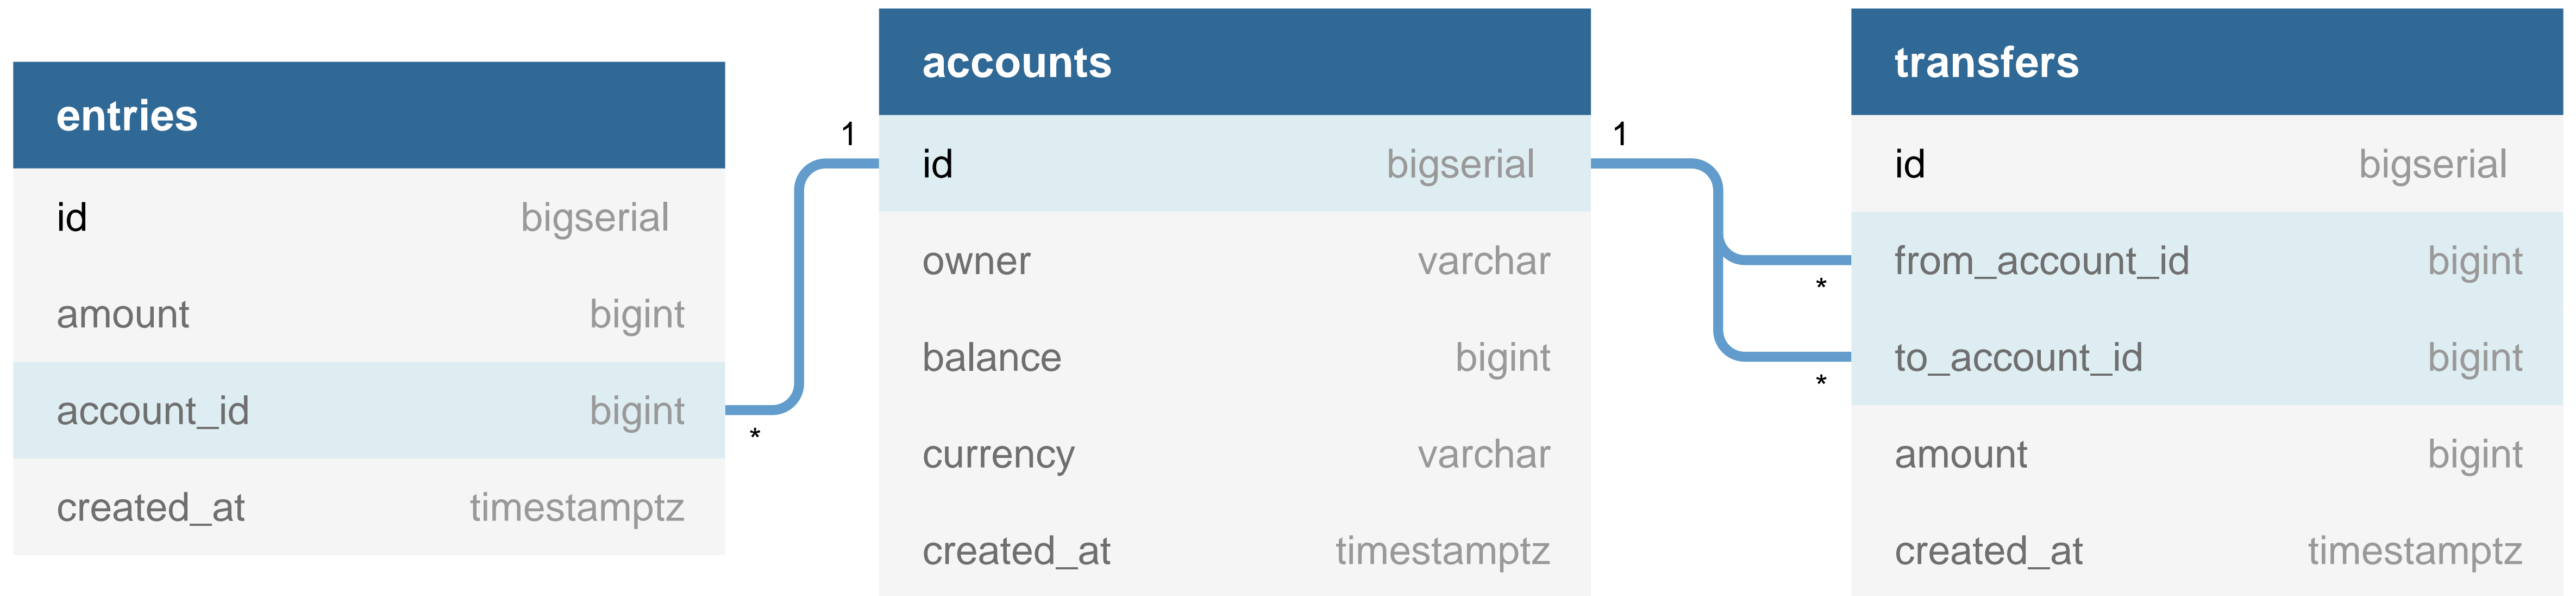 entries
id bigserial
amount bigint
account_id bigint
created_at timestamptz
1
*
accounts
id bigserial
owner varchar
balance bigint
currency varchar
created_at timestamptz
1
*
*
transfers
id bigserial
from_account_id bigint
to_account_id bigint
amount bigint
created_at timestamptz